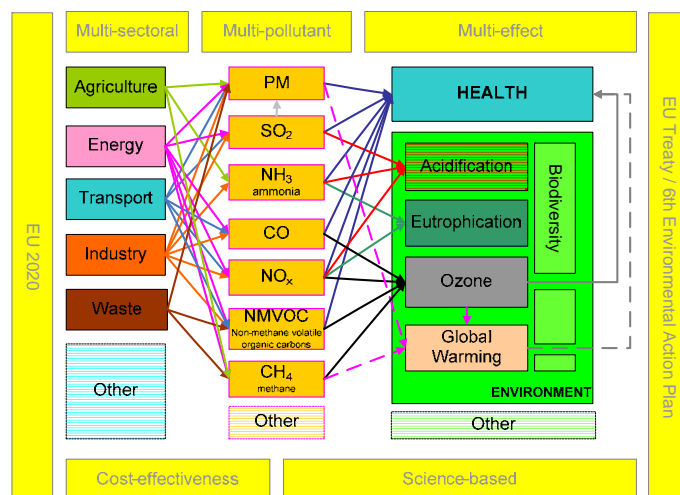 Multi-sectoral
Multi-pollutant
Multi-effect
EU 2020
Agriculture
Energy
Transport
Industry
Waste
Other
PM
SO₂
NH₃
ammonia
CO
NOₓ
NMVOC
Non-methane volatile
organic carbons
CH₄
methane
Other
HEALTH
Acidification
Eutrophication
Ozone
Global
Warming
Biodiversity
ENVIRONMENT
Other
EU Treaty / 6th Environmental Action Plan
Cost-effectiveness
Science-based